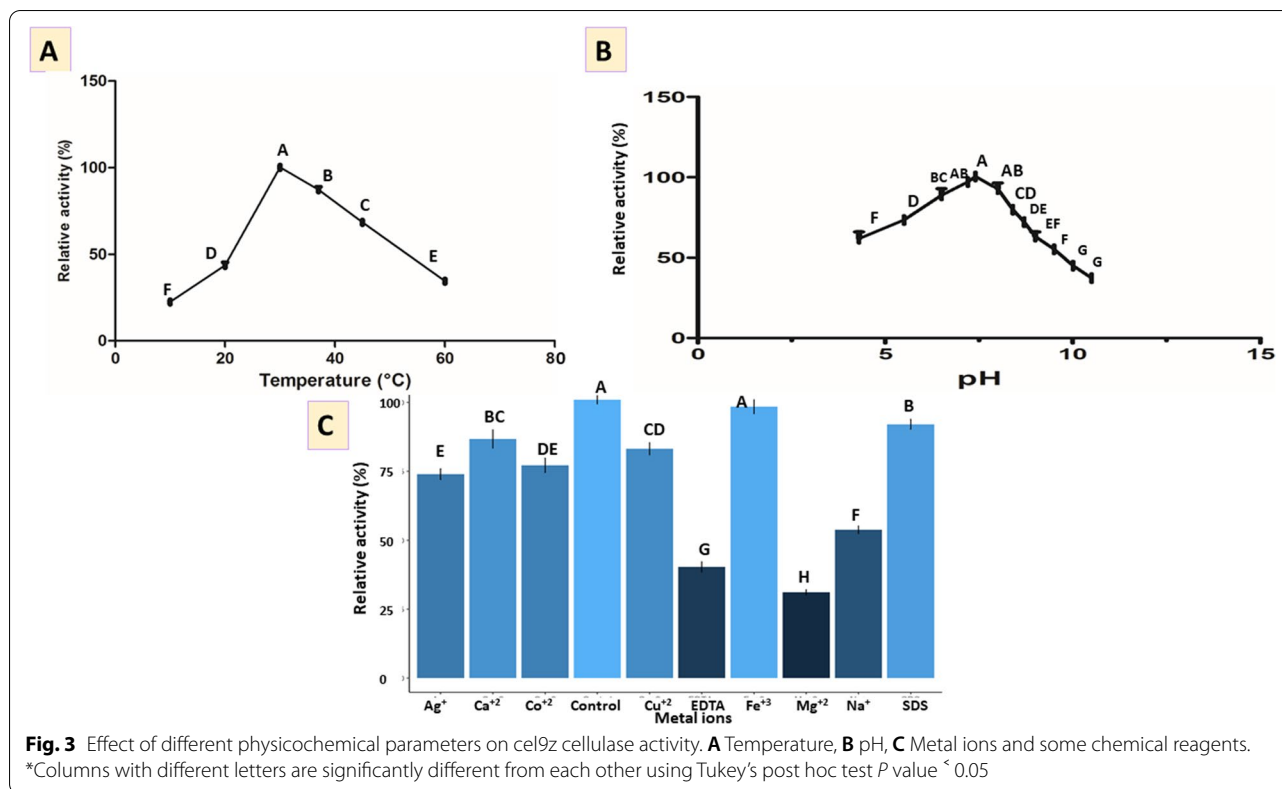 A
150
100
50
0
Relative activity (%)
F
D
A
B
C
E
0 20 40 60 80
Temperature (°C)
B
150
100
50
0
Relative activity (%)
F
D
BC
AB
A
AB
CD
DE
EF
F
G
G
0 5 10 15
pH
C
100
75
50
25
0
Relative activity (%)
E
BC
DE
A
CD
G
A
H
F
B
Ag⁺ Ca⁺² Co⁺² Control Cu⁺² EDTA Fe⁺³ Mg⁺² Na⁺ SDS
Metal ions
Fig. 3 Effect of different physicochemical parameters on cel9z cellulase activity. A Temperature, B pH, C Metal ions and some chemical reagents.
*Columns with different letters are significantly different from each other using Tukey's post hoc test P value ˂ 0.05